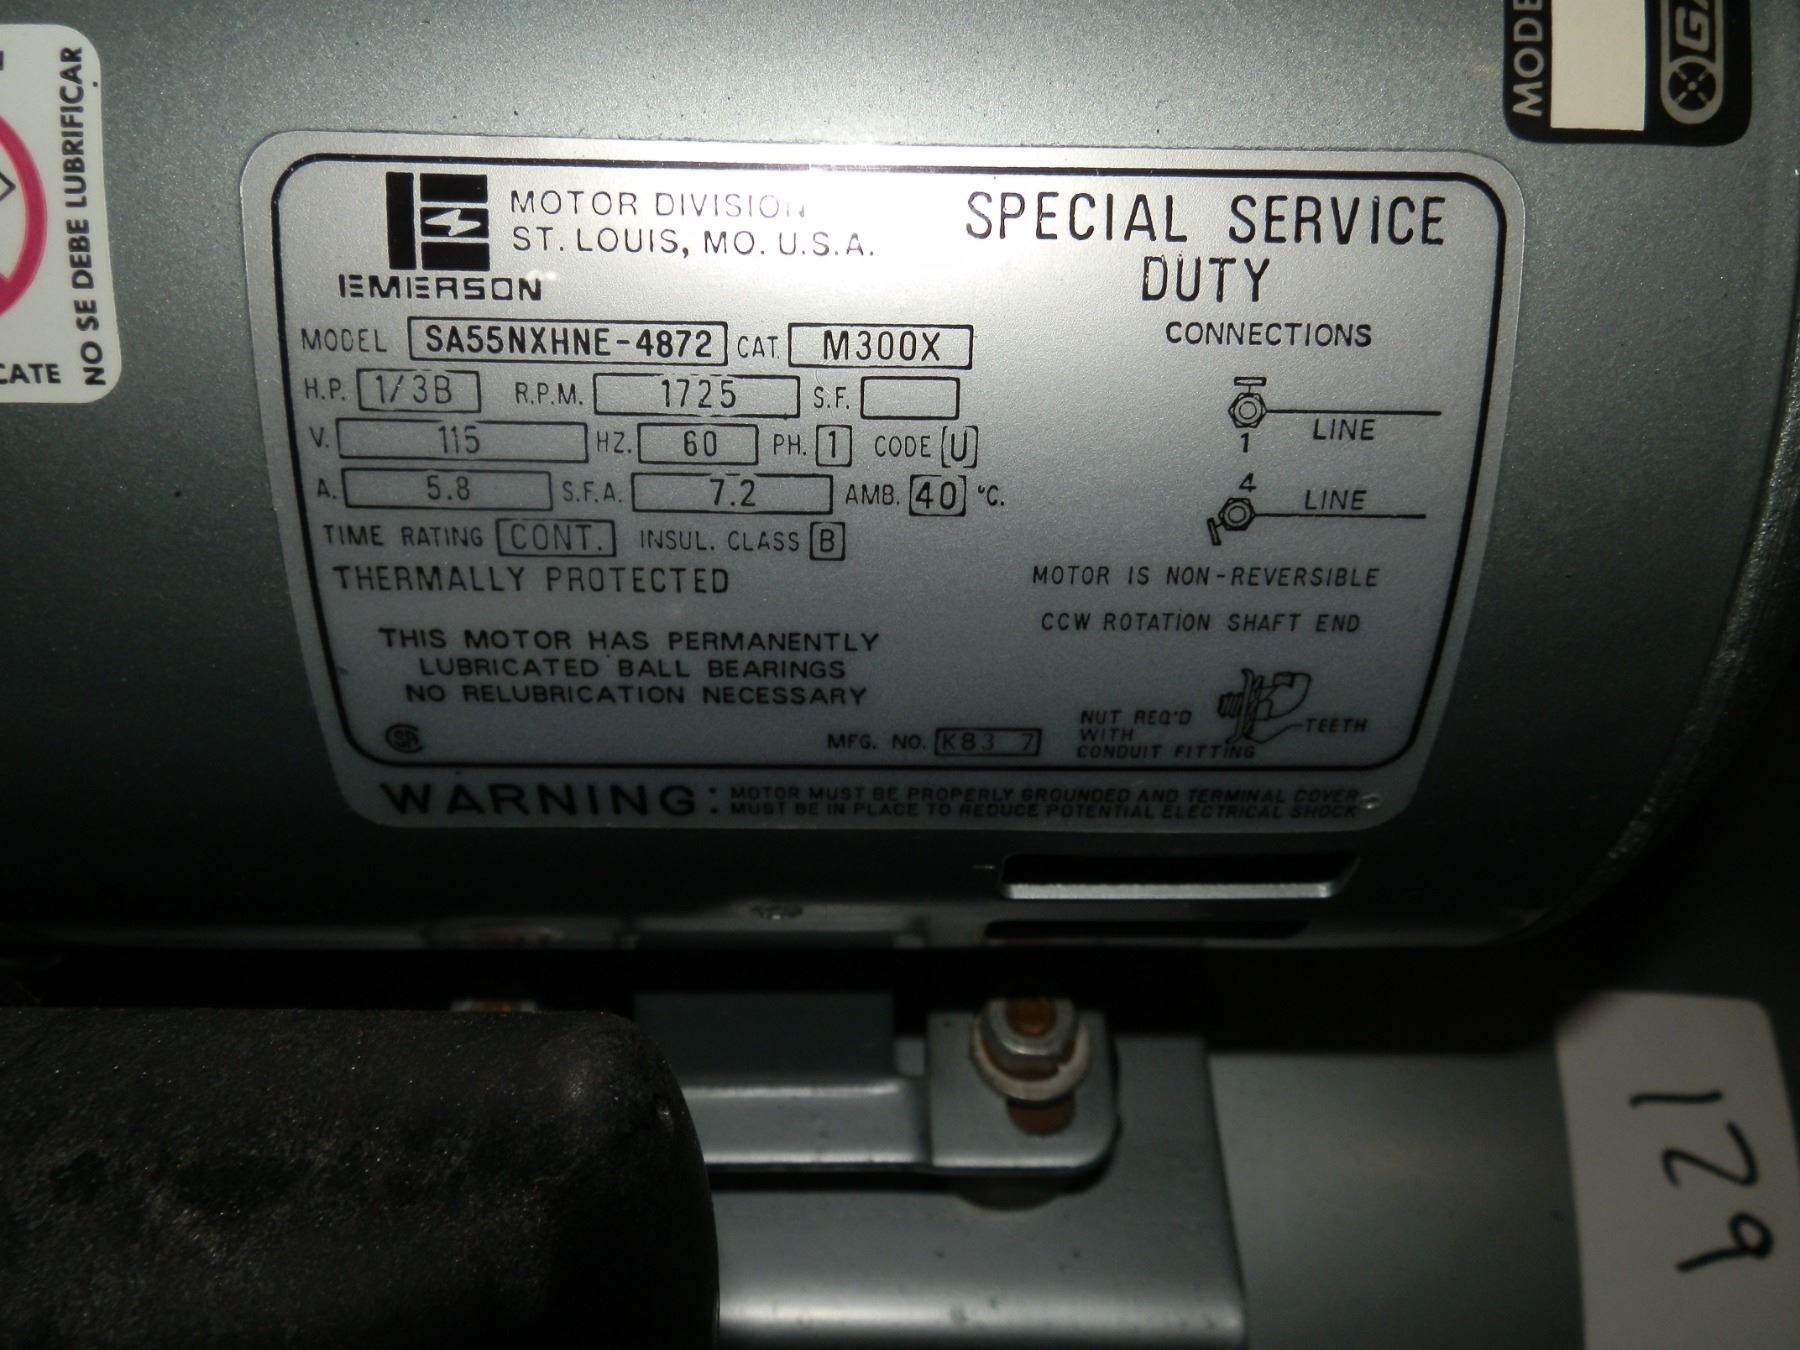 NO SE DEBE LUBRIFICAR
MOTOR DIVISION
ST. LOUIS, MO. U.S.A.
EMERSON
SPECIAL SERVICE
DUTY
MODEL SA55NXHNE-4872 CAT. M300X
H.P. 1/3B R.P.M. 1725 S.F.
V. 115 HZ. 60 PH. 1 CODE U
A. 5.8 S.F.A. 7.2 AMB. 40 °C.
TIME RATING CONT. INSUL. CLASS B
THERMALLY PROTECTED
THIS MOTOR HAS PERMANENTLY
LUBRICATED BALL BEARINGS
NO RELUBRICATION NECESSARY
MFG. NO. K83 7
CONNECTIONS
1 LINE
4 LINE
MOTOR IS NON-REVERSIBLE
CCW ROTATION SHAFT END
NUT REQ'D
WITH
CONDUIT FITTING
TEETH
WARNING: MOTOR MUST BE PROPERLY GROUNDED AND TERMINAL COVER
MUST BE IN PLACE TO REDUCE POTENTIAL ELECTRICAL SHOCK
129